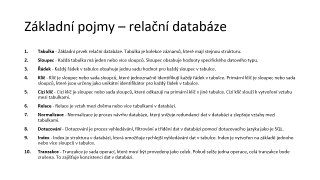 Základní pojmy – relační databáze
1. Tabulka - Základní prvek relační databáze. Tabulka je kolekce záznamů, které mají stejnou strukturu.
2. Sloupec - Každá tabulka má jeden nebo více sloupců. Sloupec obsahuje hodnoty specifického datového typu.
3. Řádek - Každý řádek v tabulce obsahuje jednu sadu hodnot pro každý sloupec v tabulce.
4. Klíč - Klíč je sloupec nebo sada sloupců, které jednoznačně identifikují každý řádek v tabulce. Primární klíč je sloupec nebo sada
sloupců, které jsou určeny jako unikátní identifikátor pro každý řádek v tabulce.
5. Cizí klíč - Cizí klíč je sloupec nebo sada sloupců, které odkazují na primární klíč v jiné tabulce. Cizí klíč slouží k vytvoření vztahu
mezi tabulkami.
6. Relace - Relace je vztah mezi dvěma nebo více tabulkami v databázi.
7. Normalizace - Normalizace je proces návrhu databáze, který snižuje redundanci dat v databázi a zlepšuje vztahy mezi
tabulkami.
8. Dotazování - Dotazování je proces vyhledávání, filtrování a třídění dat v databázi pomocí dotazovacího jazyka jako je SQL.
9. Index - Index je struktura v databázi, která umožňuje rychlejší vyhledávání dat v tabulce. Index je vytvořen na základě jednoho
nebo více sloupců v tabulce.
10. Transakce - Transakce je sada operací, které musí být provedeny jako celek. Pokud selže jedna operace, celá transakce bude
zrušena. To zajišťuje konzistenci dat v databázi.